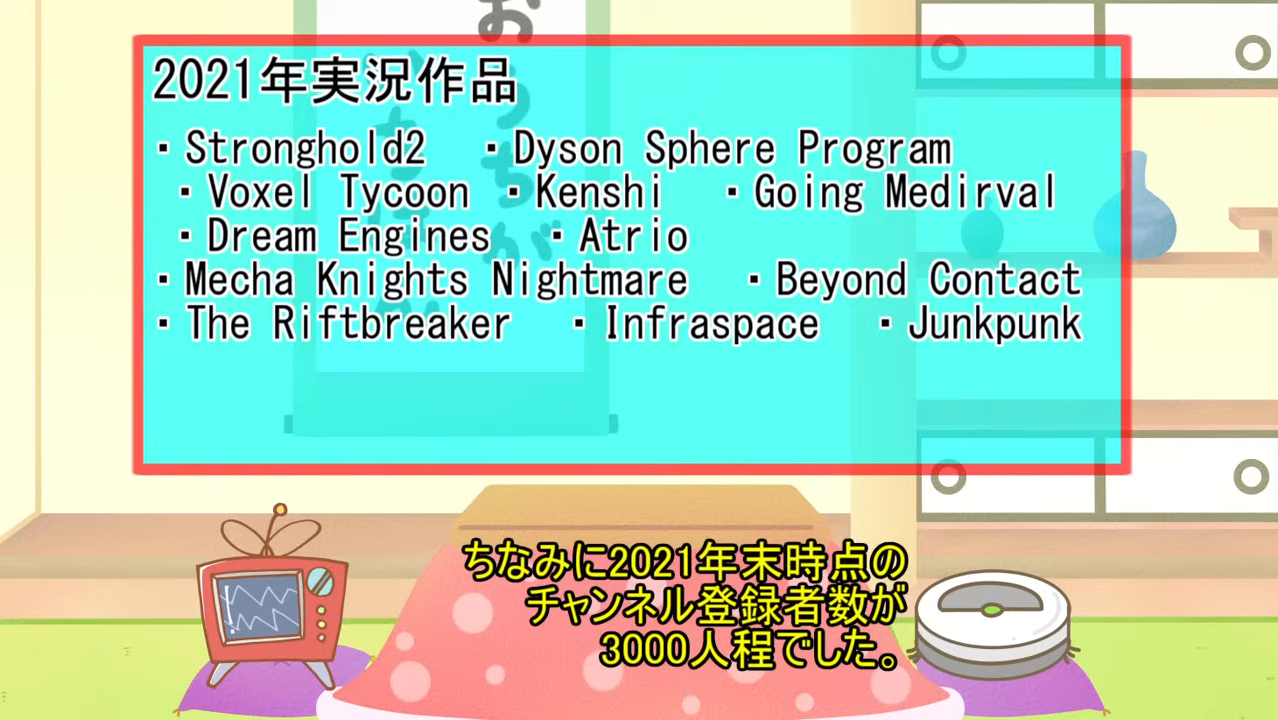 2021年実況作品
・Stronghold2 ・Dyson Sphere Program
・Voxel Tycoon ・Kenshi ・Going Medirval
・Dream Engines ・Atrio
・Mecha Knights Nightmare ・Beyond Contact
・The Riftbreaker ・Infraspace ・Junkpunk
ちなみに2021年末時点の
チャンネル登録者数が
3000人程でした。